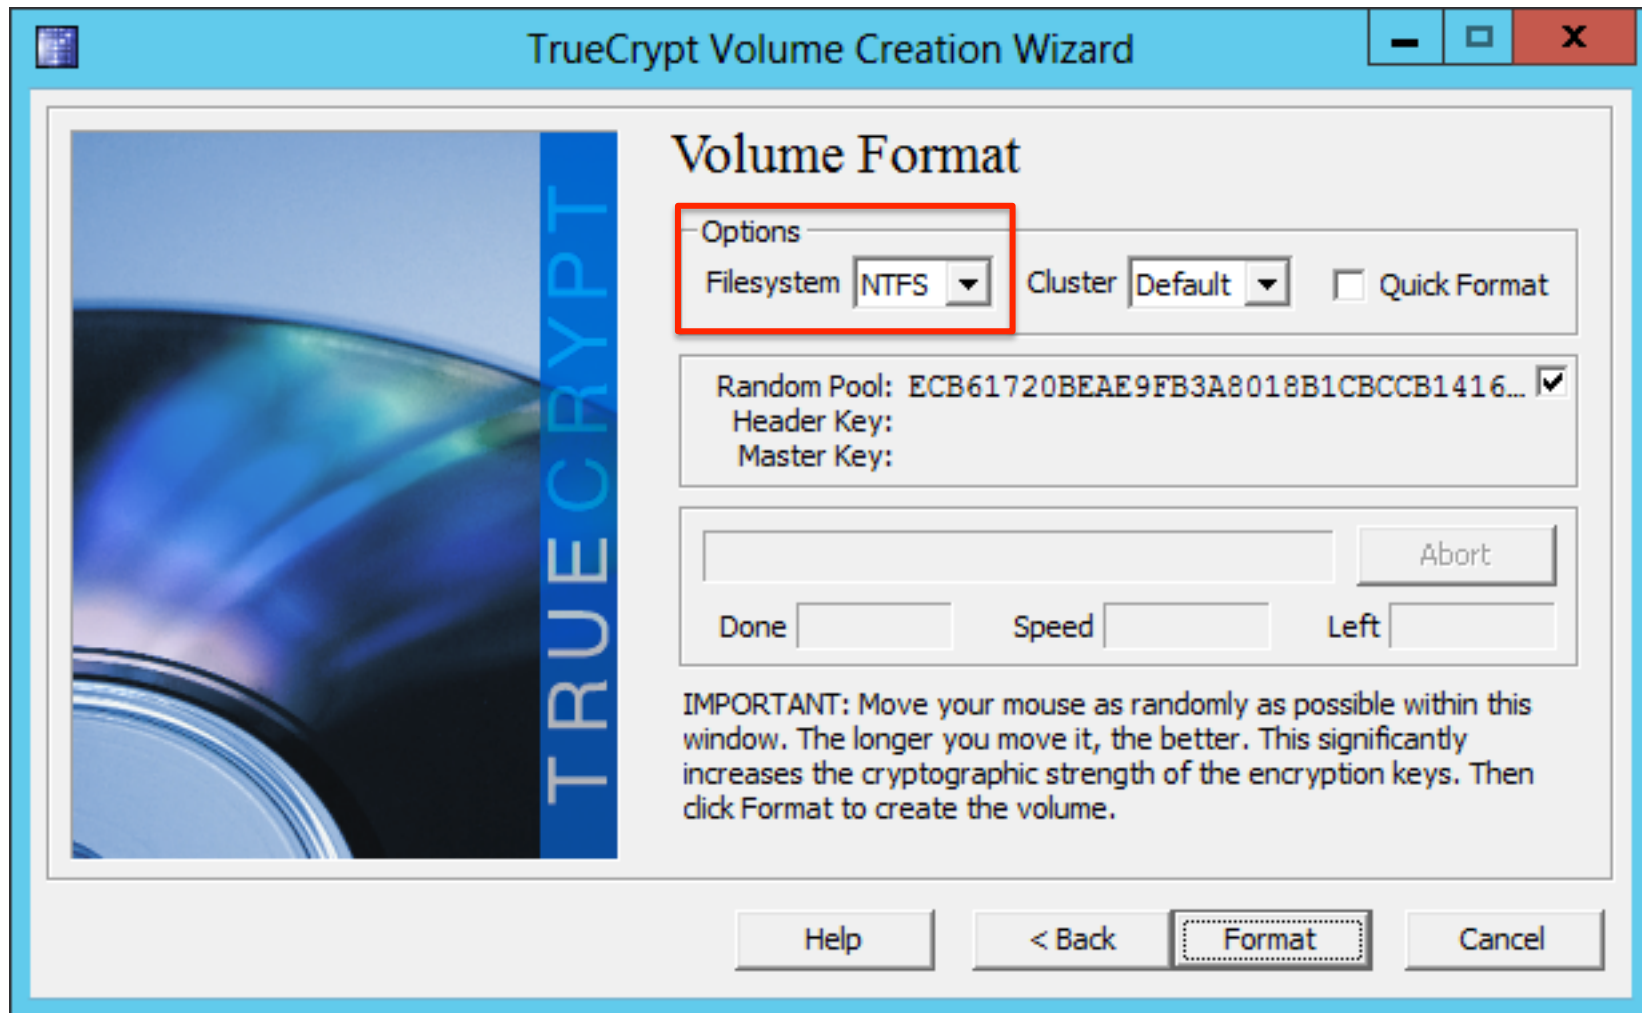 TrueCrypt Volume Creation Wizard
TRUECRYPT
Volume Format
Options
Filesystem NTFS Cluster Default Quick Format
Random Pool: ECB61720BEAE9FB3A8018B1CBCCB1416...
Header Key:
Master Key:
Abort
Done Speed Left
IMPORTANT: Move your mouse as randomly as possible within this
window. The longer you move it, the better. This significantly
increases the cryptographic strength of the encryption keys. Then
click Format to create the volume.
Help < Back Format Cancel